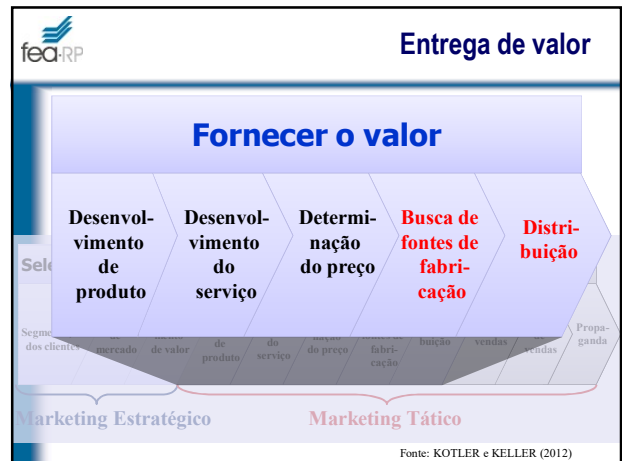 fea-RP
Entrega de valor
Fornecer o valor
Desenvol-
vimento
de
produto
Desenvol-
vimento
do
serviço
Determi-
nação
do preço
Busca de
fontes de
fabri-
cação
Distri-
buição
Sele
Segme
dos clientes
mercado
de valor
de
produto
do
serviço
do preço
fabri-
cação
buição
vendas
vendas
Propa-
ganda
Marketing Estratégico
Marketing Tático
Fonte: KOTLER e KELLER (2012)